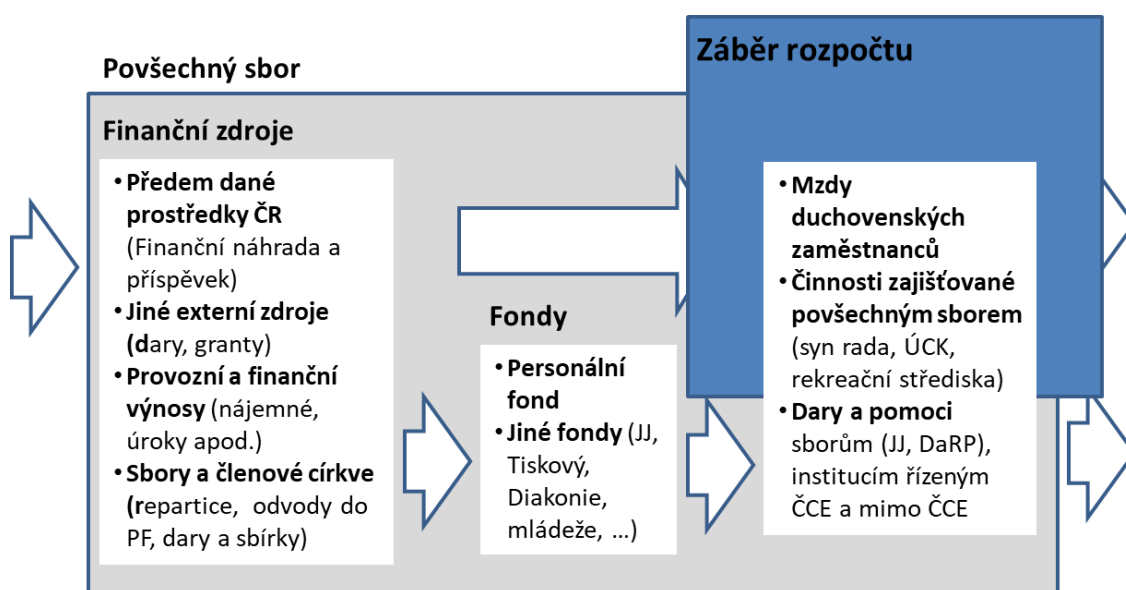 Povšechný sbor
Záběr rozpočtu
Finanční zdroje
• Předem dané
prostředky ČR
(Finanční náhrada a
příspěvek)
• Jiné externí zdroje
(dary, granty)
• Provozní a finanční
výnosy (nájemné,
úroky apod.)
• Sbory a členové církve
(repartice, odvody do
PF, dary a sbírky)
Fondy
• Personální
fond
• Jiné fondy (JJ,
Tiskový,
Diakonie,
mládeže, …)
• Mzdy
duchovenských
zaměstnanců
• Činnosti zajišťované
povšechným sborem
(syn rada, ÚCK,
rekreační střediska)
• Dary a pomoci
sborům (JJ, DaRP),
institucím řízeným
ČCE a mimo ČCE